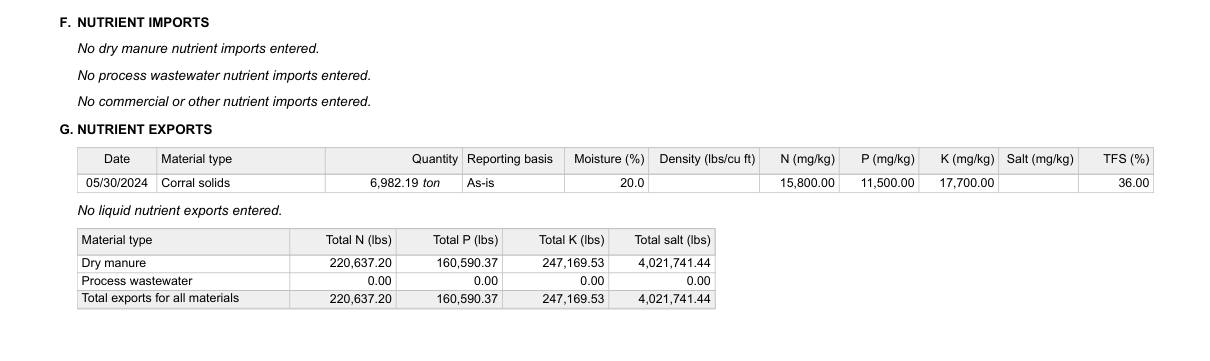 F. NUTRIENT IMPORTS
No dry manure nutrient imports entered.
No process wastewater nutrient imports entered.
No commercial or other nutrient imports entered.
G. NUTRIENT EXPORTS
Date Material type Quantity Reporting basis Moisture (%) Density (lbs/cu ft) N (mg/kg) P (mg/kg) K (mg/kg) Salt (mg/kg) TFS (%)
05/30/2024 Corral solids 6,982.19 ton As-is 20.0 15,800.00 11,500.00 17,700.00 36.00
No liquid nutrient exports entered.
Material type Total N (lbs) Total P (lbs) Total K (lbs) Total salt (lbs)
Dry manure 220,637.20 160,590.37 247,169.53 4,021,741.44
Process wastewater 0.00 0.00 0.00 0.00
Total exports for all materials 220,637.20 160,590.37 247,169.53 4,021,741.44